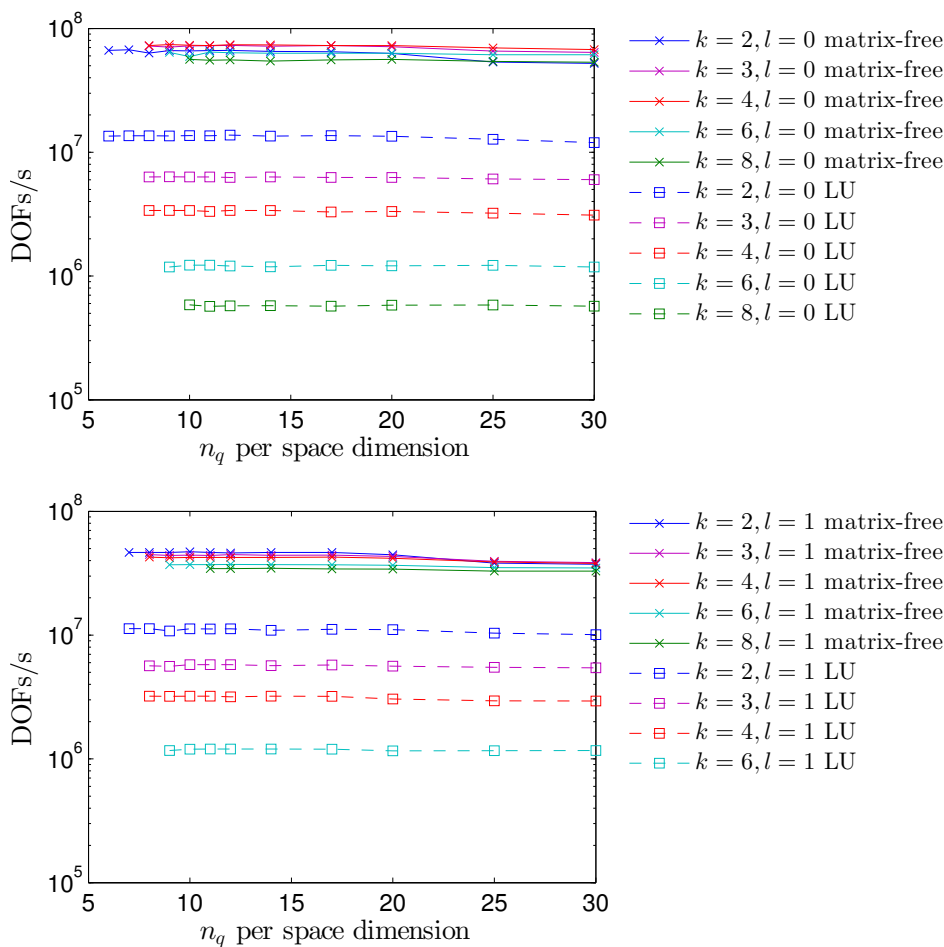 10^8
10^7
10^6
10^5
DOFs/s
5 10 15 20 25 30
n_q per space dimension
k = 2, l = 0 matrix-free
k = 3, l = 0 matrix-free
k = 4, l = 0 matrix-free
k = 6, l = 0 matrix-free
k = 8, l = 0 matrix-free
k = 2, l = 0 LU
k = 3, l = 0 LU
k = 4, l = 0 LU
k = 6, l = 0 LU
k = 8, l = 0 LU
10^8
10^7
10^6
10^5
DOFs/s
5 10 15 20 25 30
n_q per space dimension
k = 2, l = 1 matrix-free
k = 3, l = 1 matrix-free
k = 4, l = 1 matrix-free
k = 6, l = 1 matrix-free
k = 8, l = 1 matrix-free
k = 2, l = 1 LU
k = 3, l = 1 LU
k = 4, l = 1 LU
k = 6, l = 1 LU